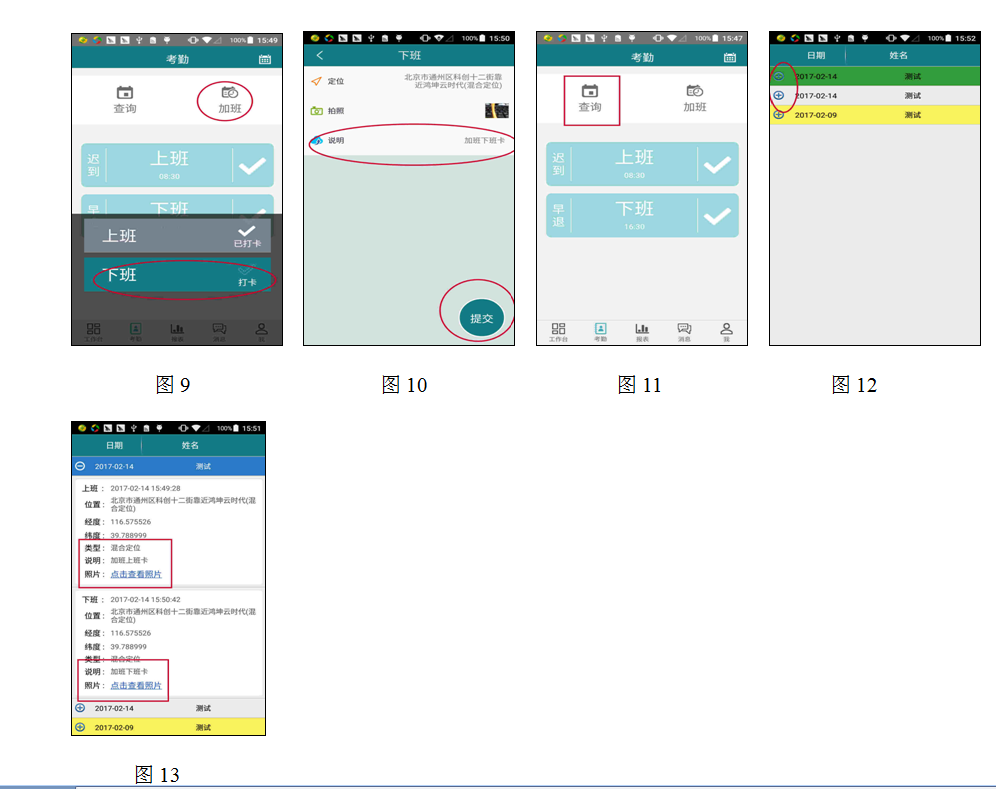 100% 15:49
考勤
查询
加班
迟到
上班
08:30
早
下班
上班
已打卡
下班
打卡
工作台
考勤
报表
消息
我
图 9
100% 15:50
下班
定位
北京市通州区科创十二街靠
近鸿坤云时代(混合定位)
拍照
说明
加班下班卡
提交
图 10
100% 15:47
考勤
查询
加班
迟到
上班
08:30
早退
下班
16:30
工作台
考勤
报表
消息
我
图 11
100% 15:52
日期 姓名
2017-02-14 测试
2017-02-14 测试
2017-02-09 测试
图 12
100% 15:51
日期 姓名
2017-02-14 测试
上班： 2017-02-14 15:49:28
位置： 北京市通州区科创十二街靠近鸿坤云时代(混
合定位)
经度： 116.575526
纬度： 39.788999
类型： 混合定位
说明： 加班上班卡
照片： 点击查看照片
下班： 2017-02-14 15:50:42
位置： 北京市通州区科创十二街靠近鸿坤云时代(混
合定位)
经度： 116.575526
纬度： 39.788999
类型： 混合定位
说明： 加班下班卡
照片： 点击查看照片
2017-02-14 测试
2017-02-09 测试
图 13